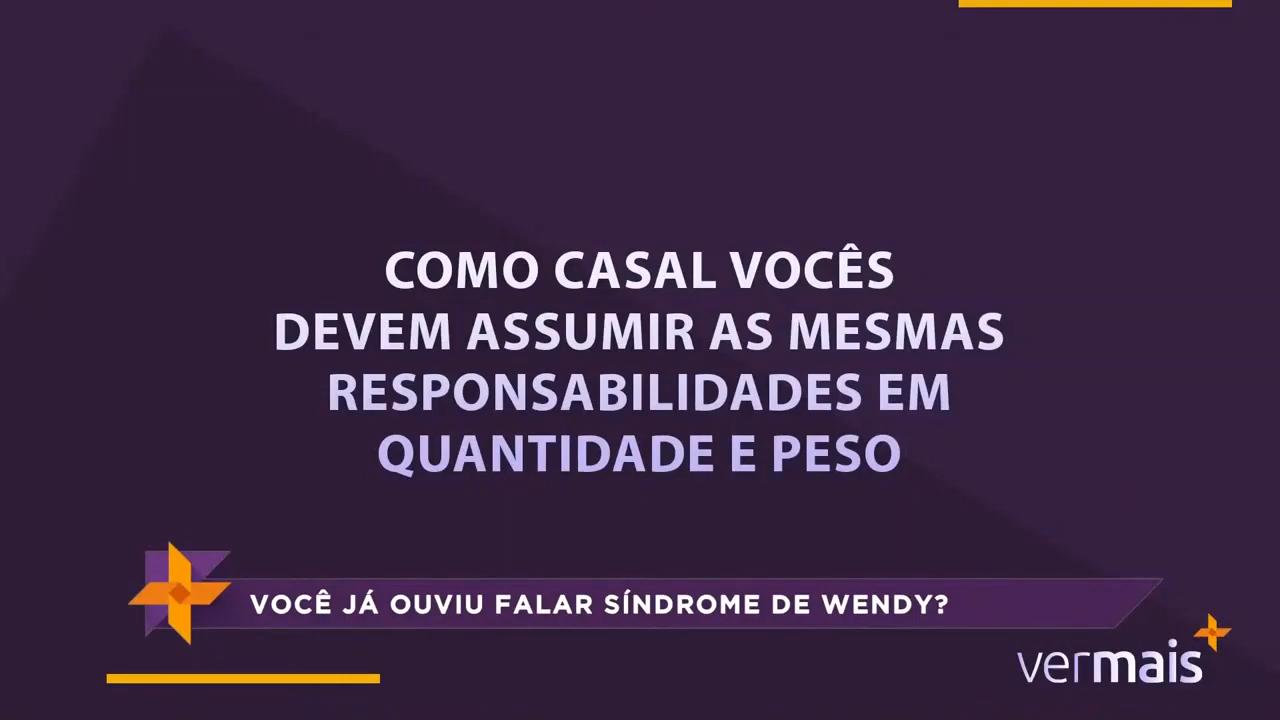 COMO CASAL VOCÊS
DEVEM ASSUMIR AS MESMAS
RESPONSABILIDADES EM
QUANTIDADE E PESO
VOCÊ JÁ OUVIU FALAR SÍNDROME DE WENDY?
vermais